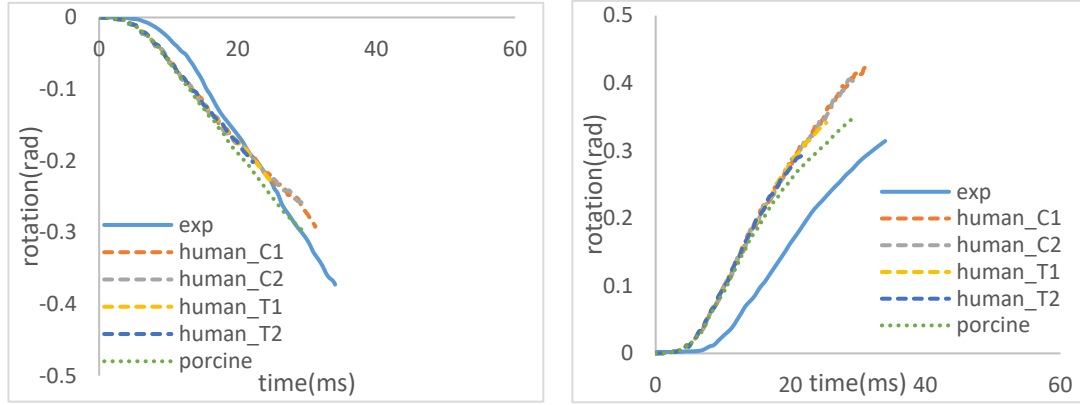 0
-0.1
-0.2
-0.3
-0.4
-0.5
0
20
40
60
rotation(rad)
time(ms)
exp
human_C1
human_C2
human_T1
human_T2
porcine
0.5
0.4
0.3
0.2
0.1
0
0
20
40
60
rotation(rad)
time(ms)
exp
human_C1
human_C2
human_T1
human_T2
porcine